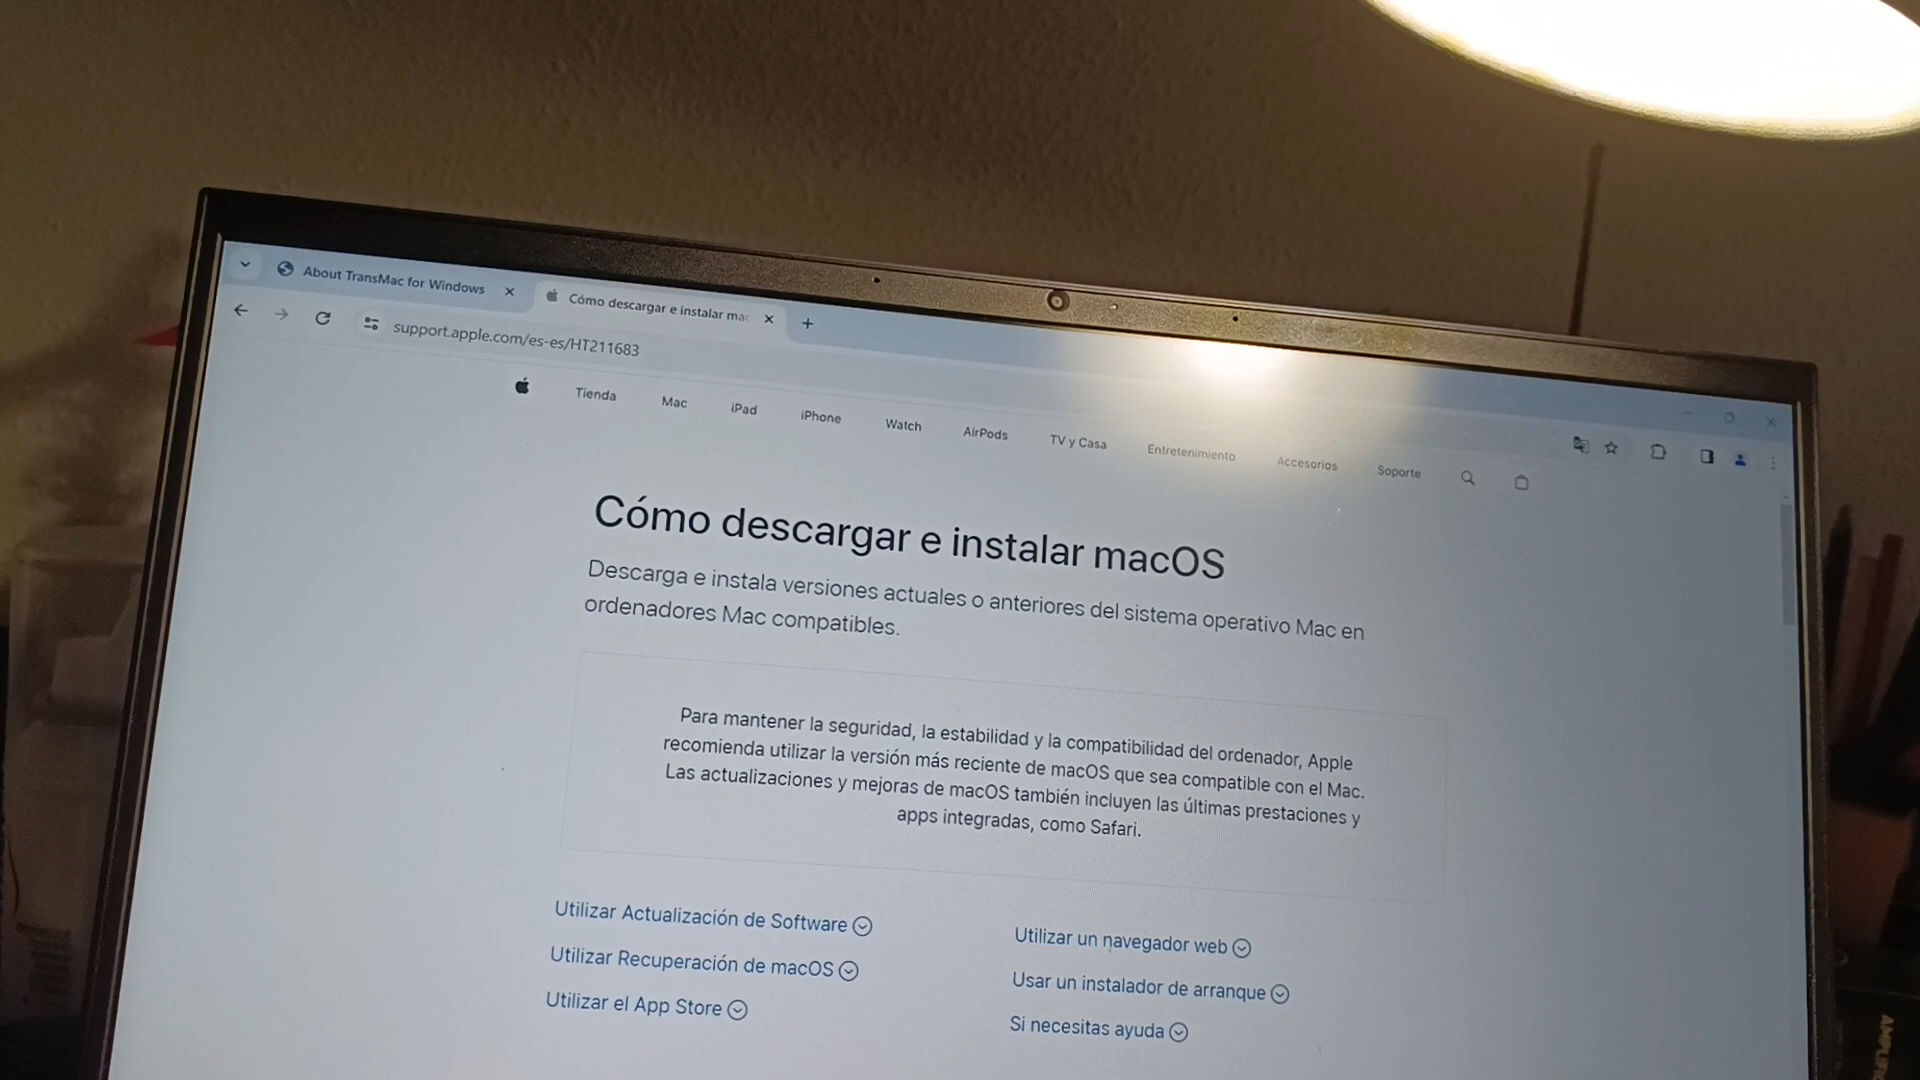 About TransMac for Windows
Cómo descargar e instalar mac
support.apple.com/es-es/HT211683
Tienda Mac iPad iPhone Watch AirPods TV y Casa Entretenimiento Accesorios Soporte
Cómo descargar e instalar macOS
Descarga e instala versiones actuales o anteriores del sistema operativo Mac en
ordenadores Mac compatibles.
Para mantener la seguridad, la estabilidad y la compatibilidad del ordenador, Apple
recomienda utilizar la versión más reciente de macOS que sea compatible con el Mac.
Las actualizaciones y mejoras de macOS también incluyen las últimas prestaciones y
apps integradas, como Safari.
Utilizar Actualización de Software
Utilizar Recuperación de macOS
Utilizar el App Store
Utilizar un navegador web
Usar un instalador de arranque
Si necesitas ayuda